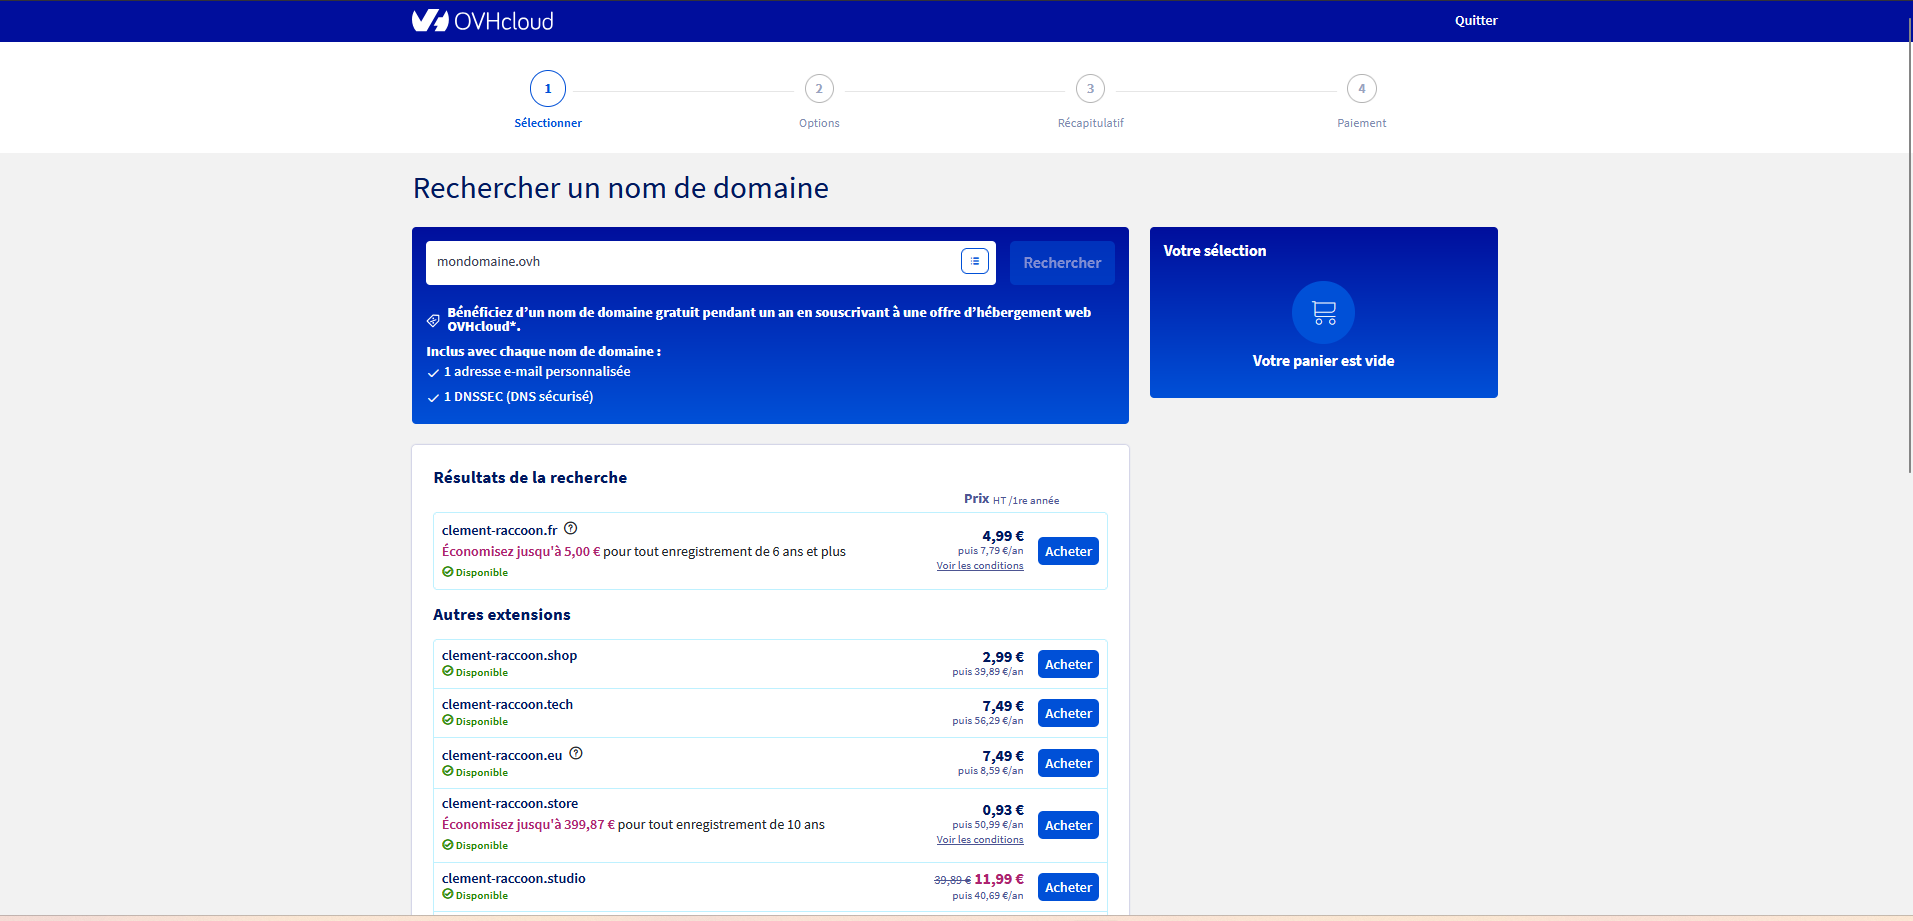 OVHcloud
Quitter
1
2
3
4
Sélectionner
Options
Récapitulatif
Paiement
Rechercher un nom de domaine
mondomaine.ovh
Rechercher
Bénéficiez d'un nom de domaine gratuit pendant un an en souscrivant à une offre d'hébergement web
OVHcloud*.
Inclus avec chaque nom de domaine :
1 adresse e-mail personnalisée
1 DNSSEC (DNS sécurisé)
Votre sélection
Votre panier est vide
Résultats de la recherche
Prix HT /1re année
clement-raccoon.fr
Économisez jusqu'à 5,00 € pour tout enregistrement de 6 ans et plus
Disponible
4,99 €
puis 7,79 €/an
Voir les conditions
Acheter
Autres extensions
clement-raccoon.shop
Disponible
2,99 €
puis 39,89 €/an
Acheter
clement-raccoon.tech
Disponible
7,49 €
puis 56,29 €/an
Acheter
clement-raccoon.eu
Disponible
7,49 €
puis 8,59 €/an
Acheter
clement-raccoon.store
Économisez jusqu'à 399,87 € pour tout enregistrement de 10 ans
Disponible
0,93 €
puis 50,99 €/an
Voir les conditions
Acheter
clement-raccoon.studio
Disponible
39,89 € 11,99 €
puis 40,69 €/an
Acheter